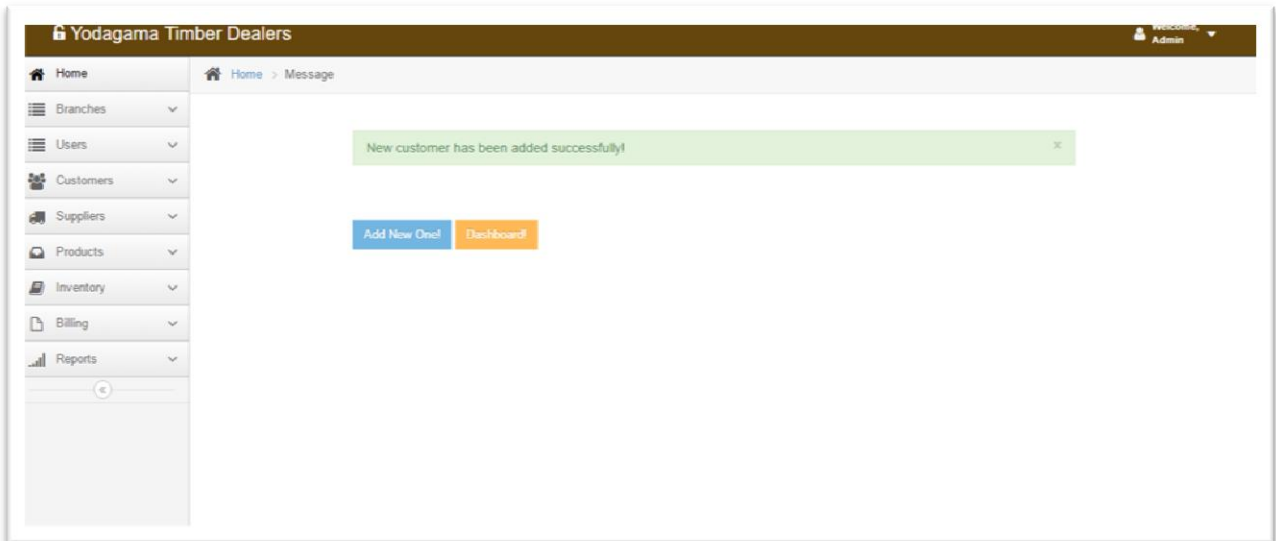 Yodagama Timber Dealers
Welcome,
Admin
Home
Branches
Users
Customers
Suppliers
Products
Inventory
Billing
Reports
Home > Message
New customer has been added successfully!
x
Add New One!
Dashboard!